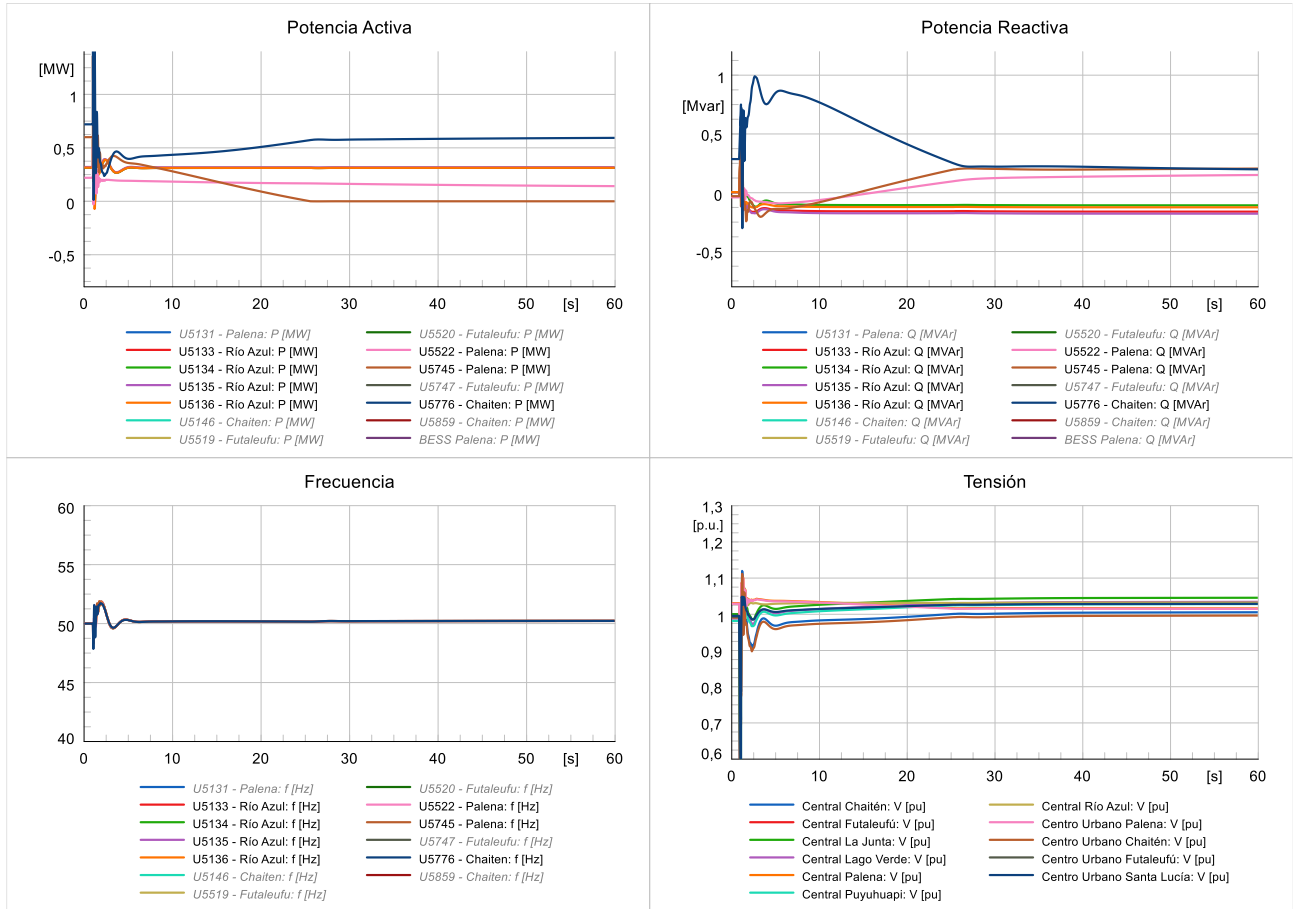 Potencia Activa
[MW]
1
0,5
0
-0,5
0 10 20 30 40 [s] 60
U5131 - Palena: P [MW] U5520 - Futaleufu: P [MW]
U5133 - Río Azul: P [MW] U5522 - Palena: P [MW]
U5134 - Río Azul: P [MW] U5745 - Palena: P [MW]
U5135 - Río Azul: P [MW] U5747 - Futaleufu: P [MW]
U5136 - Río Azul: P [MW] U5776 - Chaiten: P [MW]
U5146 - Chaiten: P [MW] U5859 - Chaiten: P [MW]
U5519 - Futaleufu: P [MW] BESS Palena: P [MW]
Potencia Reactiva
1
[Mvar]
0,5
0
-0,5
0 10 20 30 40 [s] 60
U5131 - Palena: Q [MVAr] U5520 - Futaleufu: Q [MVAr]
U5133 - Río Azul: Q [MVAr] U5522 - Palena: Q [MVAr]
U5134 - Río Azul: Q [MVAr] U5745 - Palena: Q [MVAr]
U5135 - Río Azul: Q [MVAr] U5747 - Futaleufu: Q [MVAr]
U5136 - Río Azul: Q [MVAr] U5776 - Chaiten: Q [MVAr]
U5146 - Chaiten: Q [MVAr] U5859 - Chaiten: Q [MVAr]
U5519 - Futaleufu: Q [MVAr] BESS Palena: Q [MVAr]
Frecuencia
60
55
50
45
40
0 10 20 30 40 [s] 60
U5131 - Palena: f [Hz] U5520 - Futaleufu: f [Hz]
U5133 - Río Azul: f [Hz] U5522 - Palena: f [Hz]
U5134 - Río Azul: f [Hz] U5745 - Palena: f [Hz]
U5135 - Río Azul: f [Hz] U5747 - Futaleufu: f [Hz]
U5136 - Río Azul: f [Hz] U5776 - Chaiten: f [Hz]
U5146 - Chaiten: f [Hz] U5859 - Chaiten: f [Hz]
U5519 - Futaleufu: f [Hz]
Tensión
1,3
[p.u.]
1,2
1,1
1,0
0,9
0,8
0,7
0,6
0 10 20 30 40 [s] 60
Central Chaitén: V [pu] Central Río Azul: V [pu]
Central Futaleufú: V [pu] Centro Urbano Palena: V [pu]
Central La Junta: V [pu] Centro Urbano Chaitén: V [pu]
Central Lago Verde: V [pu] Centro Urbano Futaleufú: V [pu]
Central Palena: V [pu] Centro Urbano Santa Lucía: V [pu]
Central Puyuhuapi: V [pu]